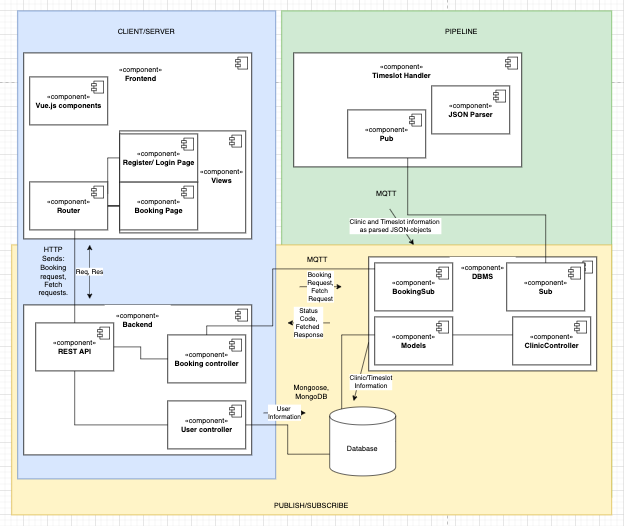 CLIENT/SERVER
«component»
Frontend
«component»
Vue.js components
«component»
Register/ Login Page
«component»
Views
«component»
Router
«component»
Booking Page
HTTP
Sends:
Booking
request,
Fetch
requests.
Req, Res
«component»
Backend
«component»
REST API
«component»
Booking controller
«component»
User controller
PIPELINE
«component»
Timeslot Handler
«component»
JSON Parser
«component»
Pub
MQTT
Clinic and Timeslot information
as parsed JSON-objects
MQTT
Booking
Request,
Fetch
Request
Status
Code,
Fetched
Response
«component»
DBMS
«component»
BookingSub
«component»
Sub
«component»
Models
«component»
ClinicController
Clinic/Timeslot
Information
Mongoose,
MongoDB
User
Information
Database
PUBLISH/SUBSCRIBE